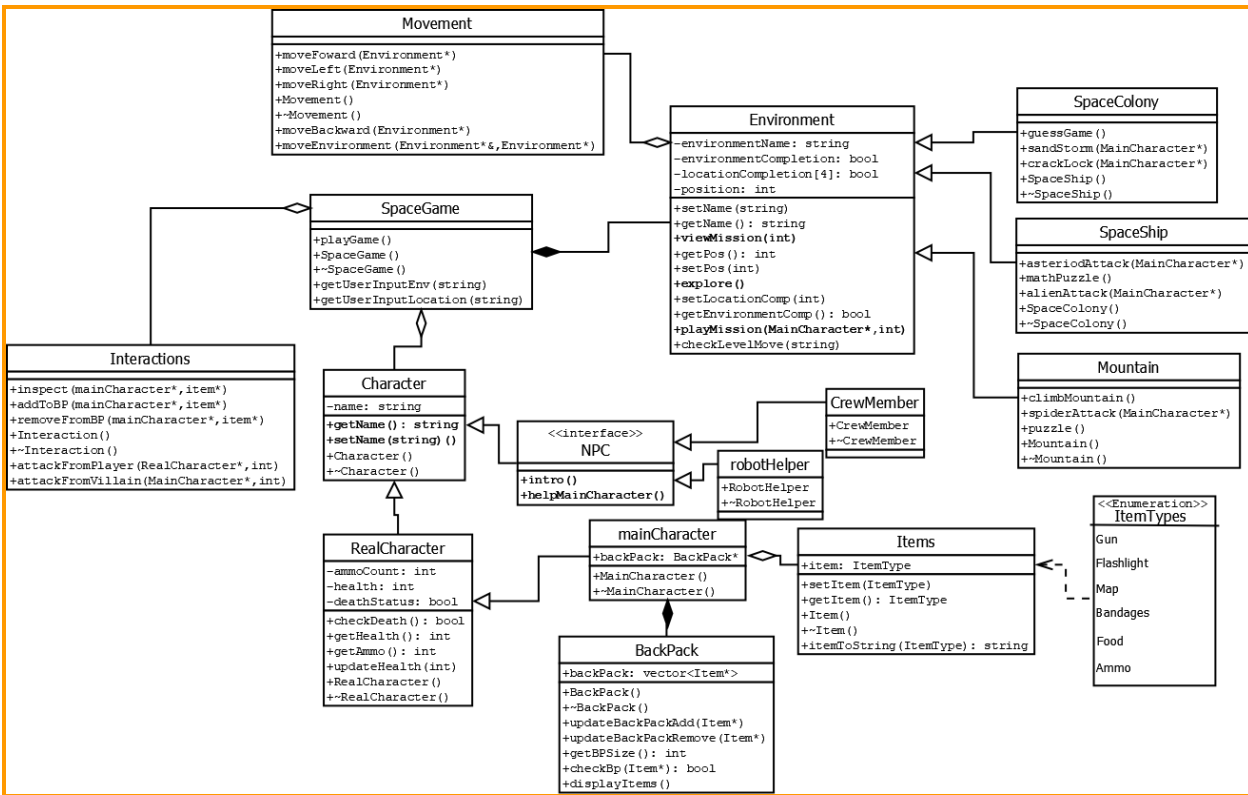 Movement
+moveFoward(Environment*)
+moveLeft(Environment*)
+moveRight(Environment*)
+Movement()
+~Movement()
+moveBackward(Environment*)
+moveEnvironment(Environment*&,Environment*)
Environment
-environmentName: string
-environmentCompletion: bool
-locationCompletion[4]: bool
-position: int
+setName(string)
+getName(): string
+viewMission(int)
+getPos(): int
+setPos(int)
+explore()
+setLocationComp(int)
+getEnvironmentComp(): bool
+playMission(MainCharacter*,int)
+checkLevelMove(string)
SpaceColony
+guessGame()
+sandStorm(MainCharacter*)
+crackLock(MainCharacter*)
+SpaceShip()
+~SpaceShip()
SpaceShip
+asteriodAttack(MainCharacter*)
+mathPuzzle()
+alienAttack(MainCharacter*)
+SpaceColony()
+~SpaceColony()
Mountain
+climbMountain()
+spiderAttack(MainCharacter*)
+puzzle()
+Mountain()
+~Mountain()
SpaceGame
+playGame()
+SpaceGame()
+~SpaceGame()
+getUserInputEnv(string)
+getUserInputLocation(string)
Interactions
+inspect(mainCharacter*,item*)
+addToBP(mainCharacter*,item*)
+removeFromBP(mainCharacter*,item*)
+Interaction()
+~Interaction()
+attackFromPlayer(RealCharacter*,int)
+attackFromVillain(MainCharacter*,int)
Character
-name: string
+getName(): string
+setName(string)()
+Character()
+~Character()
<<interface>>
NPC
+intro()
+helpMainCharacter()
CrewMember
+CrewMember
+~CrewMember
robotHelper
+RobotHelper
+~RobotHelper
RealCharacter
-ammoCount: int
-health: int
-deathStatus: bool
+checkDeath(): bool
+getHealth(): int
+getAmmo(): int
+updateHealth(int)
+RealCharacter()
+~RealCharacter()
mainCharacter
+backPack: BackPack*
+MainCharacter()
+~MainCharacter()
BackPack
+backPack: vector<Item*>
+BackPack()
+~BackPack()
+updateBackPackAdd(Item*)
+updateBackPackRemove(Item*)
+getBPSize(): int
+checkBp(Item*): bool
+displayItems()
Items
+item: ItemType
+setItem(ItemType)
+getItem(): ItemType
+Item()
+~Item()
+itemToString(ItemType): string
<<Enumeration>>
ItemTypes
Gun
Flashlight
Map
Bandages
Food
Ammo